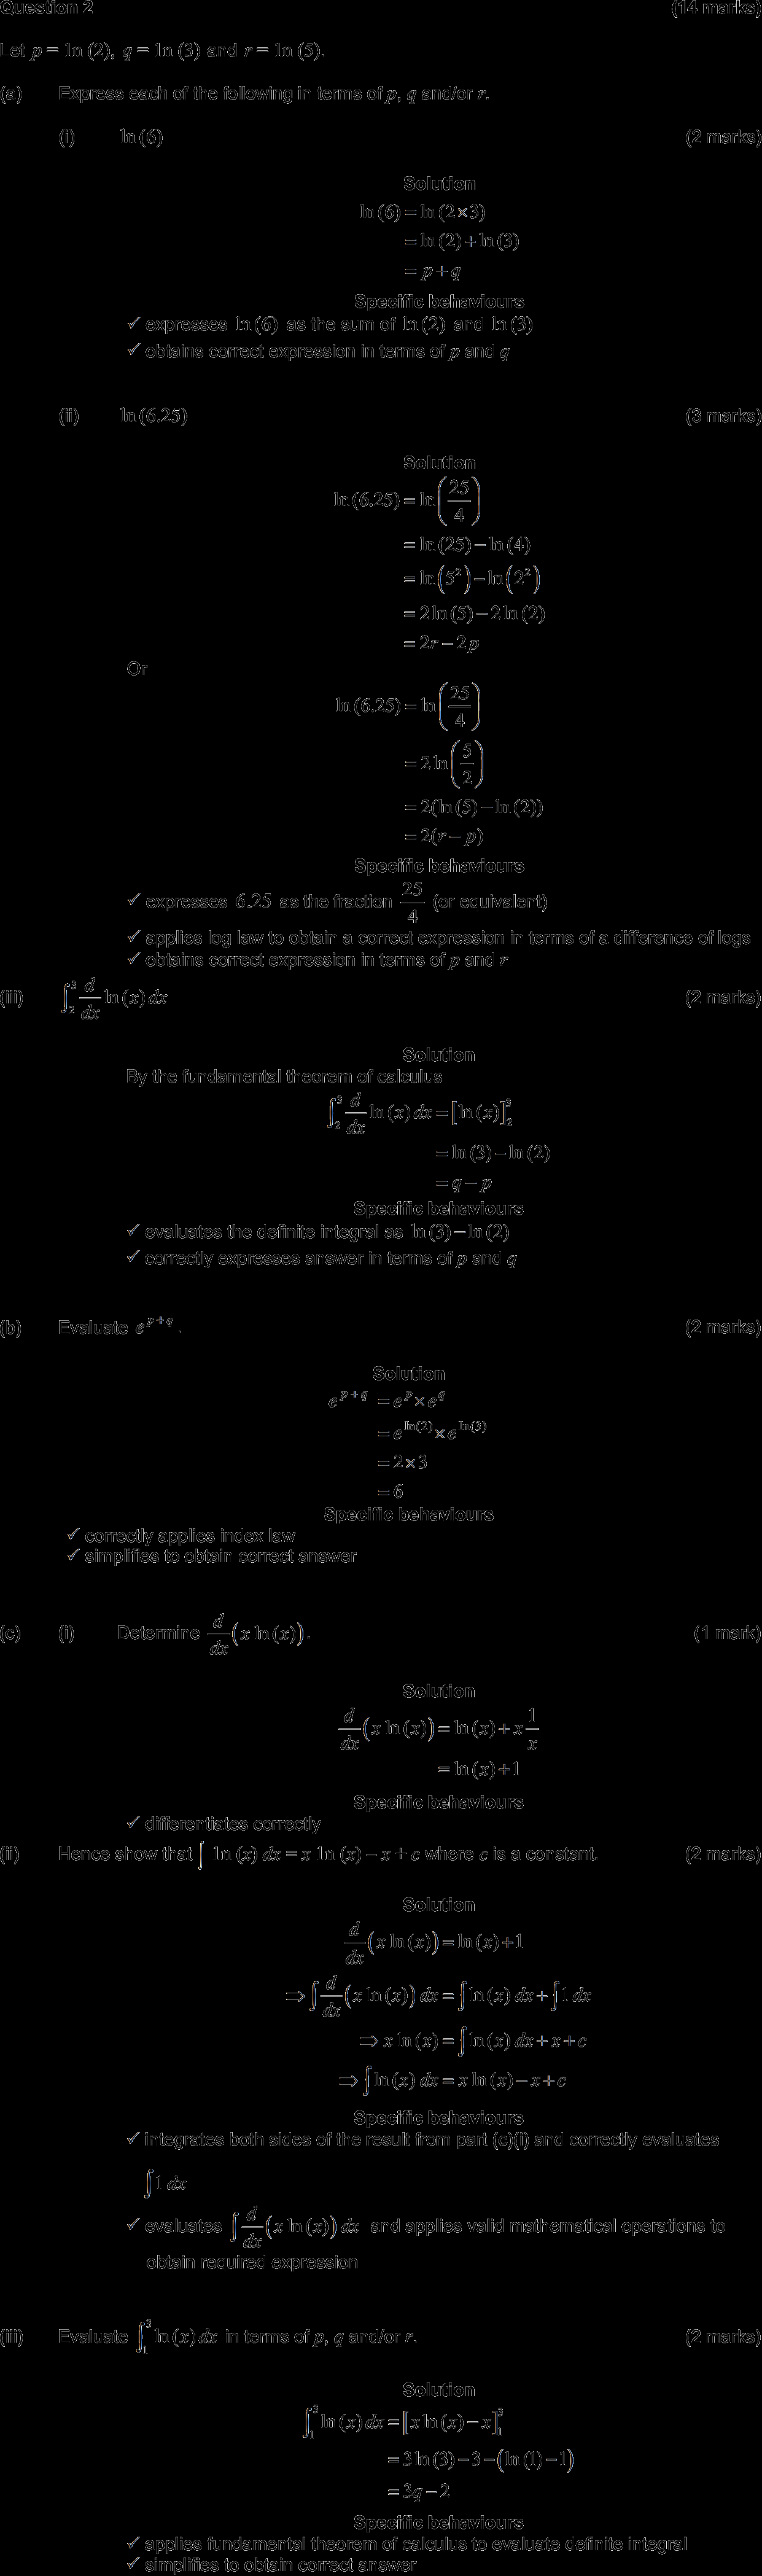 Question 2 (14 marks)
Let p = ln (2), q = ln (3) and r = ln (5).
(a) Express each of the following in terms of p, q and/or r.
(i) ln (6) (2 marks)
Solution
ln (6) = ln (2×3)
= ln (2) + ln (3)
= p + q
Specific behaviours
✓ expresses ln (6) as the sum of ln (2) and ln (3)
✓ obtains correct expression in terms of p and q
(ii) ln (6.25) (3 marks)
Solution
ln (6.25) = ln(25/4)
= ln (25) − ln (4)
= ln(5²) − ln(2²)
= 2 ln (5) − 2 ln (2)
= 2r − 2p
Or
ln (6.25) = ln(25/4)
= 2 ln(5/2)
= 2(ln (5) − ln (2))
= 2(r − p)
Specific behaviours
✓ expresses 6.25 as the fraction 25/4 (or equivalent)
✓ applies log law to obtain a correct expression in terms of a difference of logs
✓ obtains correct expression in terms of p and r
(iii) ∫₂³ d/dx ln (x) dx (2 marks)
Solution
By the fundamental theorem of calculus
∫₂³ d/dx ln (x) dx = [ln (x)]₂³
= ln (3) − ln (2)
= q − p
Specific behaviours
✓ evaluates the definite integral as ln (3) − ln (2)
✓ correctly expresses answer in terms of p and q
(b) Evaluate e^(p+q). (2 marks)
Solution
e^(p+q) = e^p × e^q
= e^ln(2) × e^ln(3)
= 2×3
= 6
Specific behaviours
✓ correctly applies index law
✓ simplifies to obtain correct answer
(c) (i) Determine d/dx (x ln (x)). (1 mark)
Solution
d/dx (x ln (x)) = ln (x) + x 1/x
= ln (x) + 1
Specific behaviours
✓ differentiates correctly
(ii) Hence show that ∫ ln (x) dx = x ln (x) − x + c where c is a constant. (2 marks)
Solution
d/dx (x ln (x)) = ln (x) + 1
⇒ ∫ d/dx (x ln (x)) dx = ∫ ln (x) dx + ∫ 1 dx
⇒ x ln (x) = ∫ ln (x) dx + x + c
⇒ ∫ ln (x) dx = x ln (x) − x + c
Specific behaviours
✓ integrates both sides of the result from part (c)(i) and correctly evaluates
∫ 1 dx
✓ evaluates ∫ d/dx (x ln (x)) dx and applies valid mathematical operations to
obtain required expression
(iii) Evaluate ∫₁³ ln (x) dx in terms of p, q and/or r. (2 marks)
Solution
∫₁³ ln (x) dx = [x ln (x) − x]₁³
= 3 ln (3) − 3 − (ln (1) − 1)
= 3q − 2
Specific behaviours
✓ applies fundamental theorem of calculus to evaluate definite integral
✓ simplifies to obtain correct answer